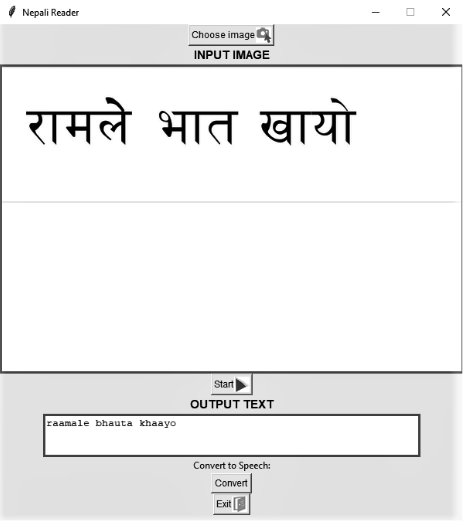 Nepali Reader
Choose image
INPUT IMAGE
रामले भात खायो
Start
OUTPUT TEXT
raamale bhauta khaayo
Convert to Speech:
Convert
Exit